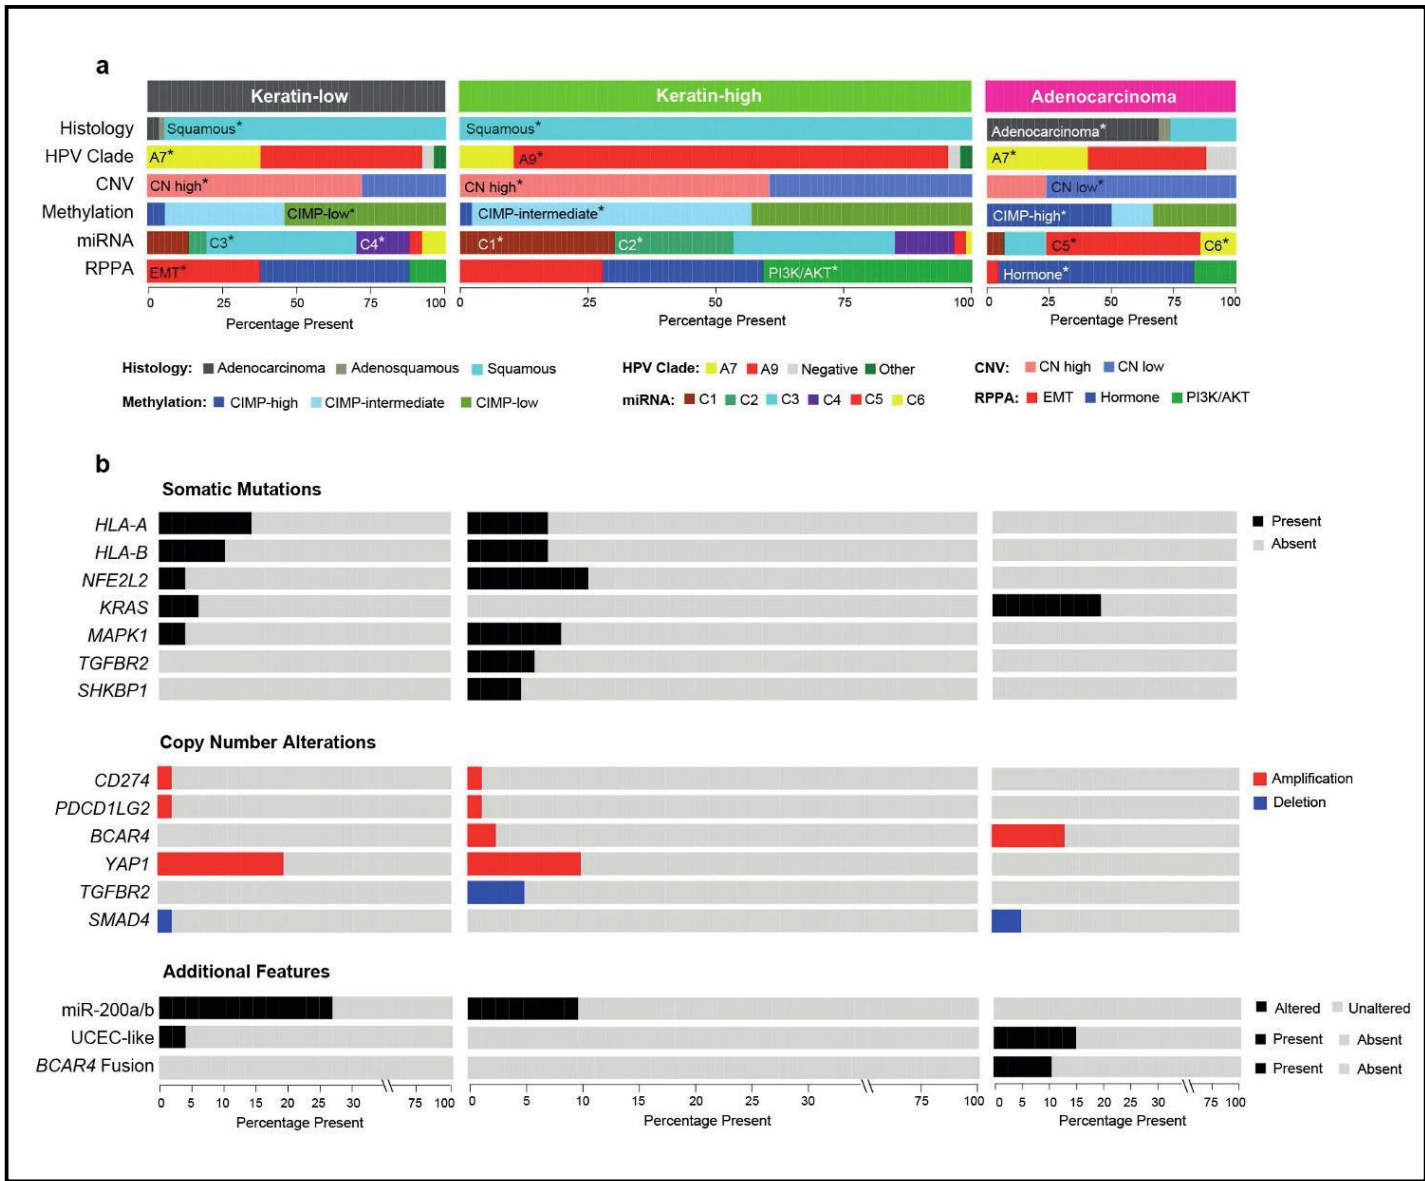 a
Keratin-low Keratin-high Adenocarcinoma
Histology Squamous* Squamous* Adenocarcinoma*
HPV Clade A7* A9* A7*
CNV CN high* CN high* CN low*
Methylation CIMP-low* CIMP-intermediate* CIMP-high*
miRNA C3* C4* C1* C2* C5* C6*
RPPA EMT* PI3K/AKT* Hormone*
0 25 50 75 100 0 25 50 75 100 0 25 50 75 100
Percentage Present Percentage Present Percentage Present
Histology: Adenocarcinoma Adenosquamous Squamous HPV Clade: A7 A9 Negative Other CNV: CN high CN low
Methylation: CIMP-high CIMP-intermediate CIMP-low miRNA: C1 C2 C3 C4 C5 C6 RPPA: EMT Hormone PI3K/AKT
b
Somatic Mutations
HLA-A Present
HLA-B Absent
NFE2L2
KRAS
MAPK1
TGFBR2
SHKBP1
Copy Number Alterations
CD274 Amplification
PDCD1LG2 Deletion
BCAR4
YAP1
TGFBR2
SMAD4
Additional Features
miR-200a/b Altered Unaltered
UCEC-like Present Absent
BCAR4 Fusion Present Absent
0 5 10 15 20 30 75 100 0 5 10 15 20 30 75 100 0 5 10 15 20 30 75 100
Percentage Present Percentage Present Percentage Present